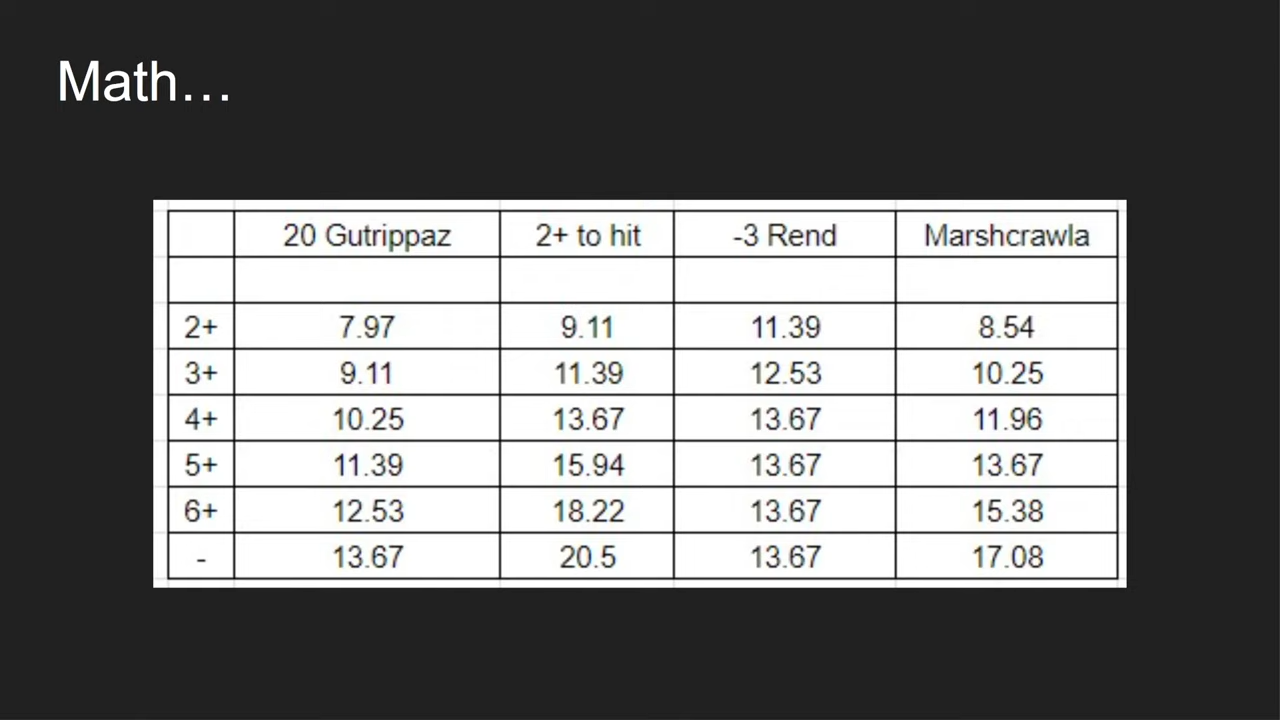 Math…
20 Gutrippaz 2+ to hit -3 Rend Marshcrawla
2+ 7.97 9.11 11.39 8.54
3+ 9.11 11.39 12.53 10.25
4+ 10.25 13.67 13.67 11.96
5+ 11.39 15.94 13.67 13.67
6+ 12.53 18.22 13.67 15.38
- 13.67 20.5 13.67 17.08